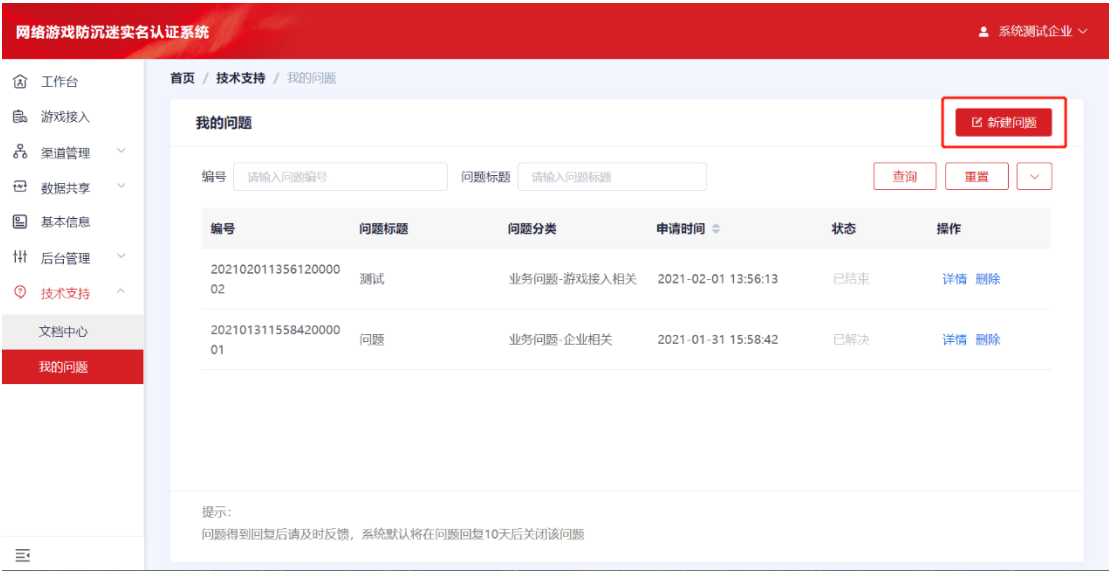 网络游戏防沉迷实名认证系统
系统测试企业
工作台
游戏接入
渠道管理
数据共享
基本信息
后台管理
技术支持
文档中心
我的问题
首页 / 技术支持 / 我的问题
我的问题
新建问题
编号 请输入问题编号 问题标题 请输入问题标题 查询 重置
编号 问题标题 问题分类 申请时间 状态 操作
202102011356120000
02
测试 业务问题-游戏接入相关 2021-02-01 13:56:13 已结束 详情 删除
202101311558420000
01
问题 业务问题-企业相关 2021-01-31 15:58:42 已解决 详情 删除
提示:
问题得到回复后请及时反馈，系统默认将在问题回复10天后关闭该问题